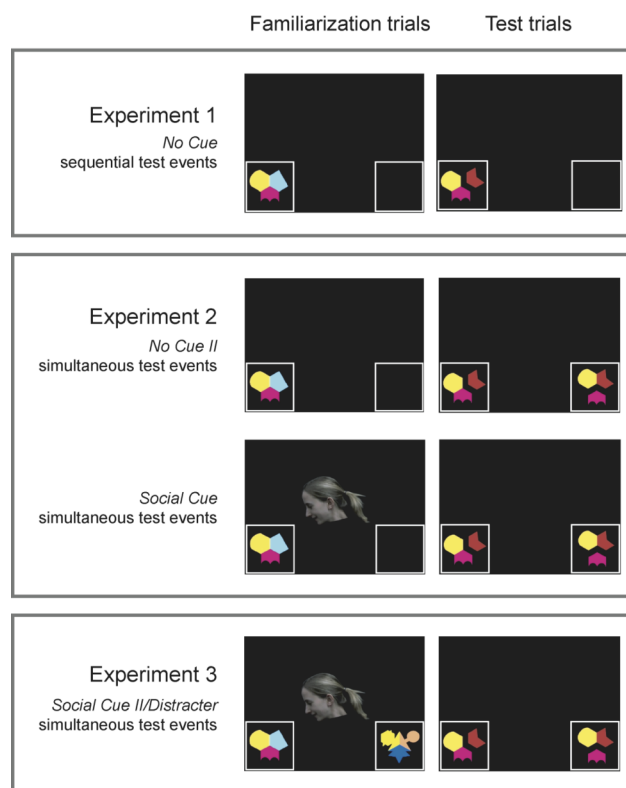 Familiarization trials Test trials
Experiment 1
No Cue
sequential test events
Experiment 2
No Cue II
simultaneous test events
Social Cue
simultaneous test events
Experiment 3
Social Cue II/Distracter
simultaneous test events